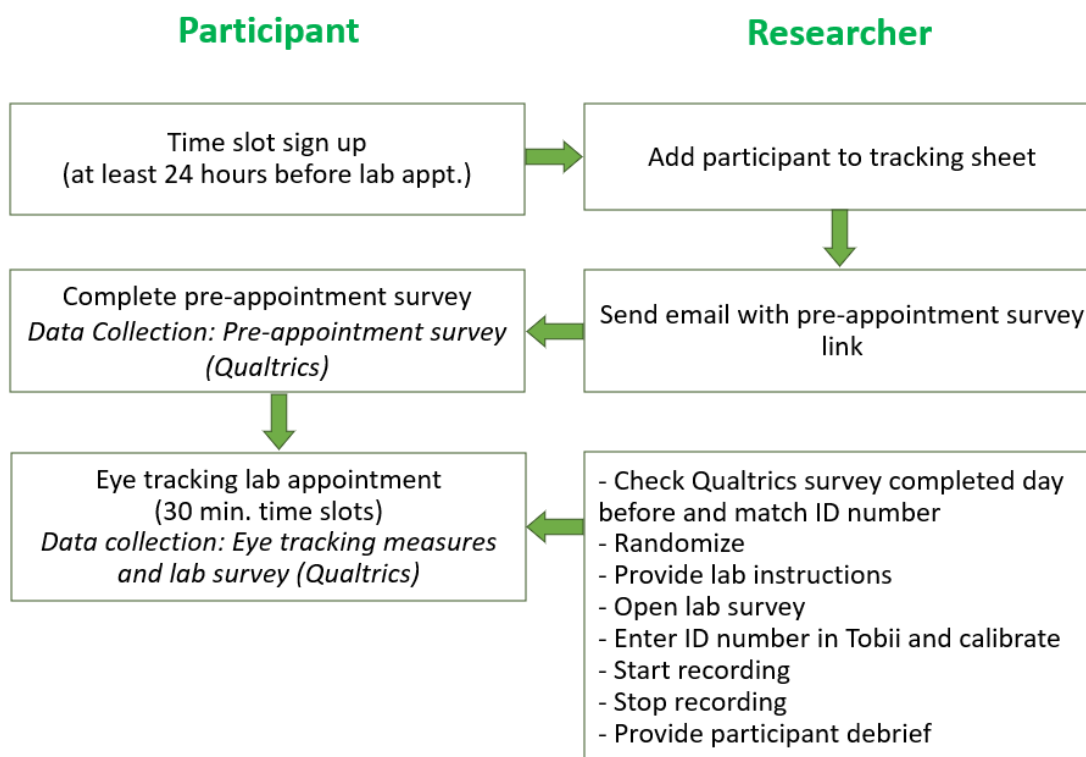 Participant
Researcher
Time slot sign up
(at least 24 hours before lab appt.)
Add participant to tracking sheet
Complete pre-appointment survey
Data Collection: Pre-appointment survey
(Qualtrics)
Send email with pre-appointment survey
link
Eye tracking lab appointment
(30 min. time slots)
Data collection: Eye tracking measures
and lab survey (Qualtrics)
- Check Qualtrics survey completed day
before and match ID number
- Randomize
- Provide lab instructions
- Open lab survey
- Enter ID number in Tobii and calibrate
- Start recording
- Stop recording
- Provide participant debrief